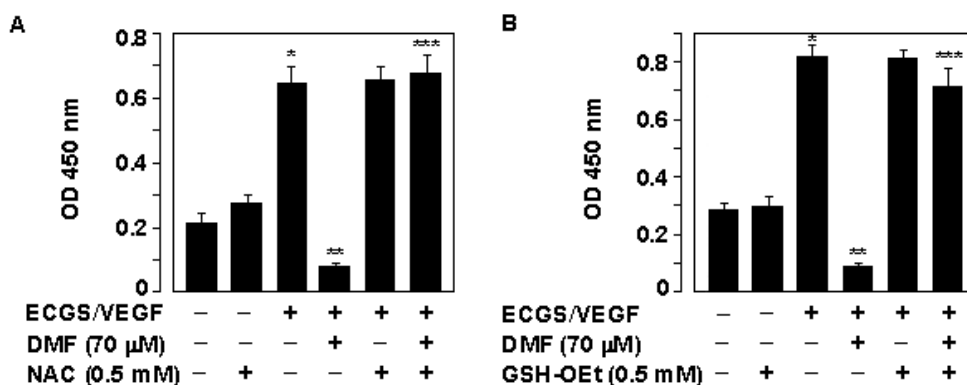 A
B
0.8
0.6
0.4
0.2
0
OD 450 nm
*
**
***
0.8
0.6
0.4
0.2
0
OD 450 nm
*
**
***
ECGS/VEGF – – + + + +
DMF (70 µM) – – – + – +
NAC (0.5 mM) – + – – + +
ECGS/VEGF – – + + + +
DMF (70 µM) – – – + – +
GSH-OEt (0.5 mM) – + – – + +